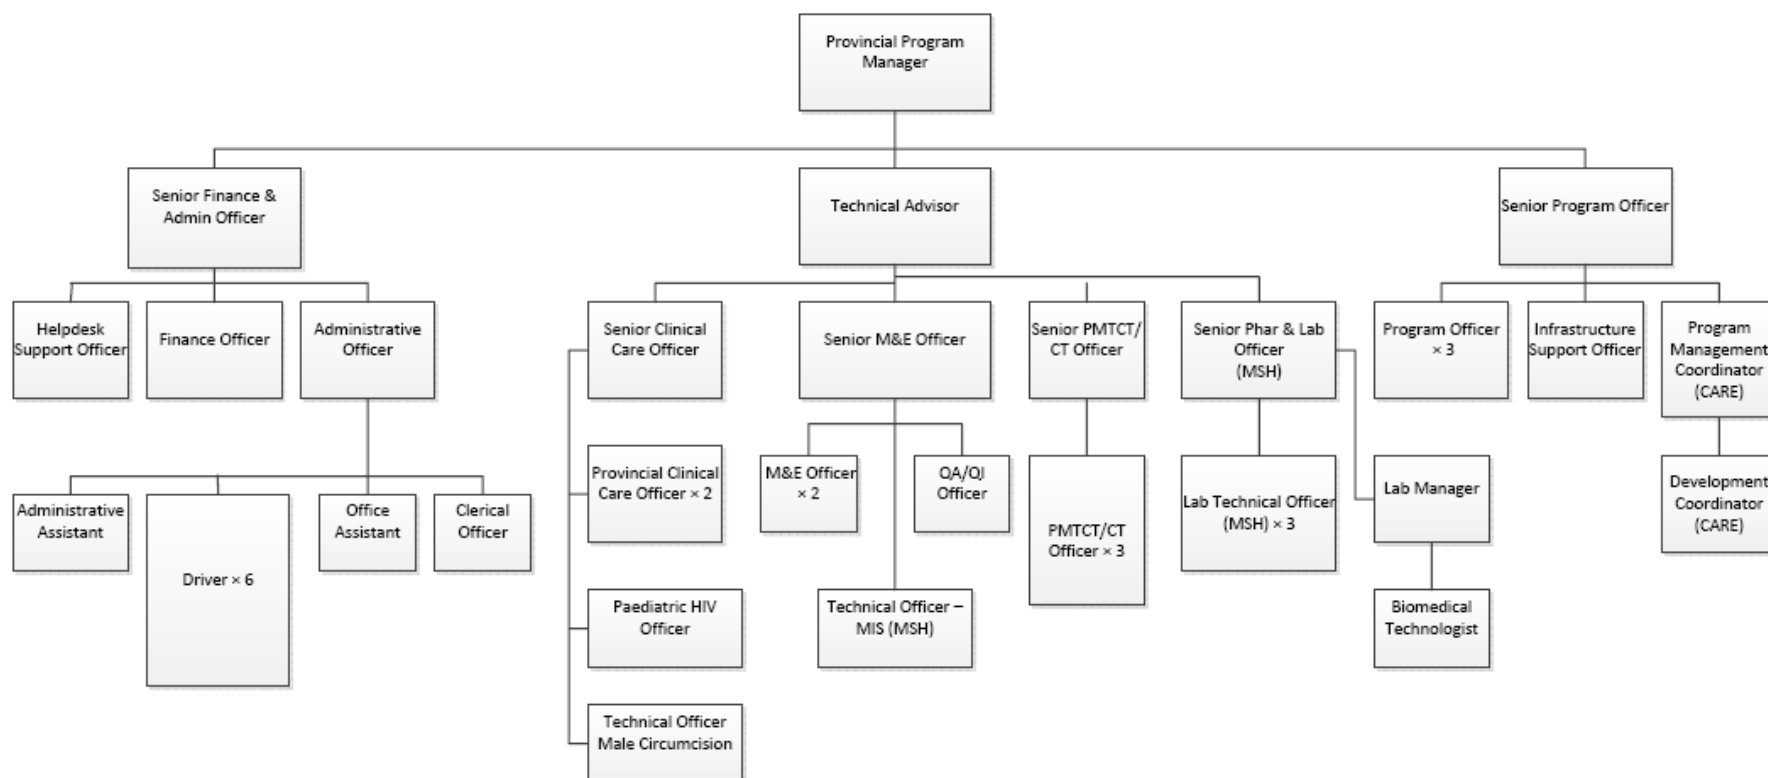 Provincial Program
Manager
Senior Finance &
Admin Officer
Technical Advisor
Senior Program Officer
Helpdesk
Support Officer
Finance Officer
Administrative
Officer
Senior Clinical
Care Officer
Senior M&E Officer
Senior PMTCT/
CT Officer
Senior Phar & Lab
Officer
(MSH)
Program Officer
× 3
Infrastructure
Support Officer
Program
Management
Coordinator
(CARE)
Administrative
Assistant
Driver × 6
Office
Assistant
Clerical
Officer
Provincial Clinical
Care Officer × 2
Paediatric HIV
Officer
Technical Officer
Male Circumcision
M&E Officer
× 2
QA/QI
Officer
Technical Officer –
MIS (MSH)
PMTCT/CT
Officer × 3
Lab Technical Officer
(MSH) × 3
Lab Manager
Biomedical
Technologist
Development
Coordinator
(CARE)